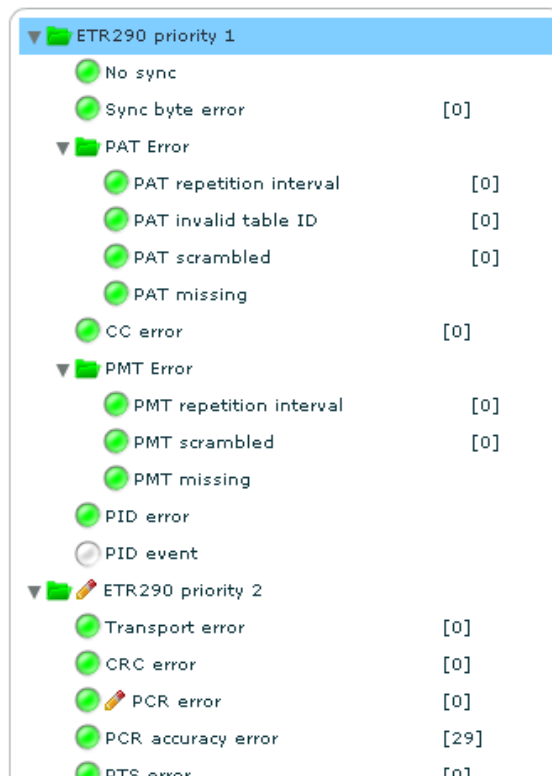 ETR290 priority 1
No sync
Sync byte error [0]
PAT Error
PAT repetition interval [0]
PAT invalid table ID [0]
PAT scrambled [0]
PAT missing
CC error [0]
PMT Error
PMT repetition interval [0]
PMT scrambled [0]
PMT missing
PID error
PID event
ETR290 priority 2
Transport error [0]
CRC error [0]
PCR error [0]
PCR accuracy error [29]
PTS error [0]